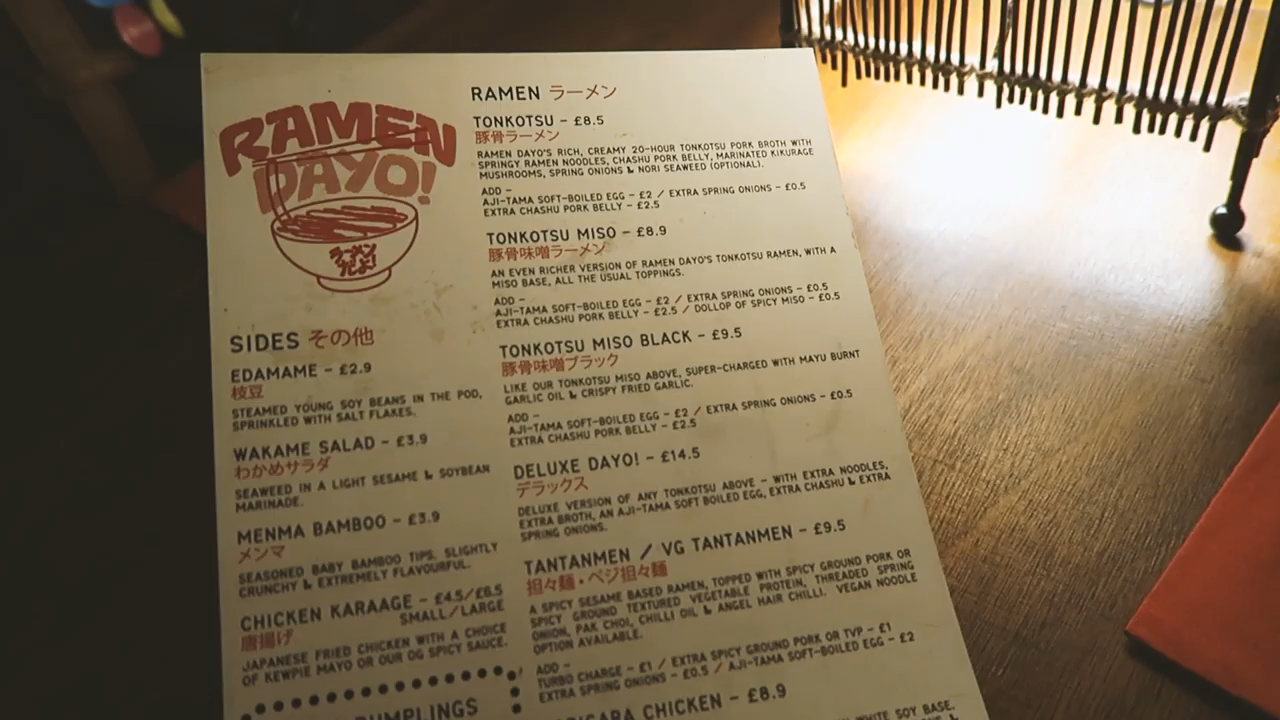 RAMEN
DAYO!
ラーメン
だよ!
SIDES その他
EDAMAME – £2.9
枝豆
STEAMED YOUNG SOY BEANS IN THE POD,
SPRINKLED WITH SALT FLAKES.
WAKAME SALAD – £3.9
わかめサラダ
SEAWEED IN A LIGHT SESAME & SOYBEAN
MARINADE.
MENMA BAMBOO – £3.9
メンマ
SEASONED BABY BAMBOO TIPS, SLIGHTLY
CRUNCHY & EXTREMELY FLAVOURFUL.
CHICKEN KARAAGE – £4.5/£6.5
SMALL/LARGE
唐揚げ
JAPANESE FRIED CHICKEN WITH A CHOICE
OF KEWPIE MAYO OR OUR OG SPICY SAUCE.
DUMPLINGS
RAMEN ラーメン
TONKOTSU – £8.5
豚骨ラーメン
RAMEN DAYO'S RICH, CREAMY 20-HOUR TONKOTSU PORK BROTH WITH
SPRINGY RAMEN NOODLES, CHASHU PORK BELLY, MARINATED KIKURAGE
MUSHROOMS, SPRING ONIONS & NORI SEAWEED (OPTIONAL).
ADD –
AJI-TAMA SOFT-BOILED EGG – £2 / EXTRA SPRING ONIONS – £0.5
EXTRA CHASHU PORK BELLY – £2.5
TONKOTSU MISO – £8.9
豚骨味噌ラーメン
AN EVEN RICHER VERSION OF RAMEN DAYO'S TONKOTSU RAMEN, WITH A
MISO BASE, ALL THE USUAL TOPPINGS.
ADD –
AJI-TAMA SOFT-BOILED EGG – £2 / EXTRA SPRING ONIONS – £0.5
EXTRA CHASHU PORK BELLY – £2.5 / DOLLOP OF SPICY MISO – £0.5
TONKOTSU MISO BLACK – £9.5
豚骨味噌ブラック
LIKE OUR TONKOTSU MISO ABOVE, SUPER-CHARGED WITH MAYU BURNT
GARLIC OIL & CRISPY FRIED GARLIC.
ADD –
AJI-TAMA SOFT-BOILED EGG – £2 / EXTRA SPRING ONIONS – £0.5
EXTRA CHASHU PORK BELLY – £2.5
DELUXE DAYO! – £14.5
デラックス
DELUXE VERSION OF ANY TONKOTSU ABOVE – WITH EXTRA NOODLES,
EXTRA BROTH, AN AJI-TAMA SOFT BOILED EGG, EXTRA CHASHU & EXTRA
SPRING ONIONS.
TANTANMEN / VG TANTANMEN – £9.5
担々麺・ベジ担々麺
A SPICY SESAME BASED RAMEN, TOPPED WITH SPICY GROUND PORK OR
SPICY GROUND TEXTURED VEGETABLE PROTEIN, THREADED SPRING
ONION, PAK CHOI, CHILLI OIL & ANGEL HAIR CHILLI. VEGAN NOODLE
OPTION AVAILABLE.
ADD –
TURBO CHARGE – £1 / EXTRA SPICY GROUND PORK OR TVP – £1
EXTRA SPRING ONIONS – £0.5 / AJI-TAMA SOFT-BOILED EGG – £2
CHICKEN – £8.9
WHITE SOY BASE.